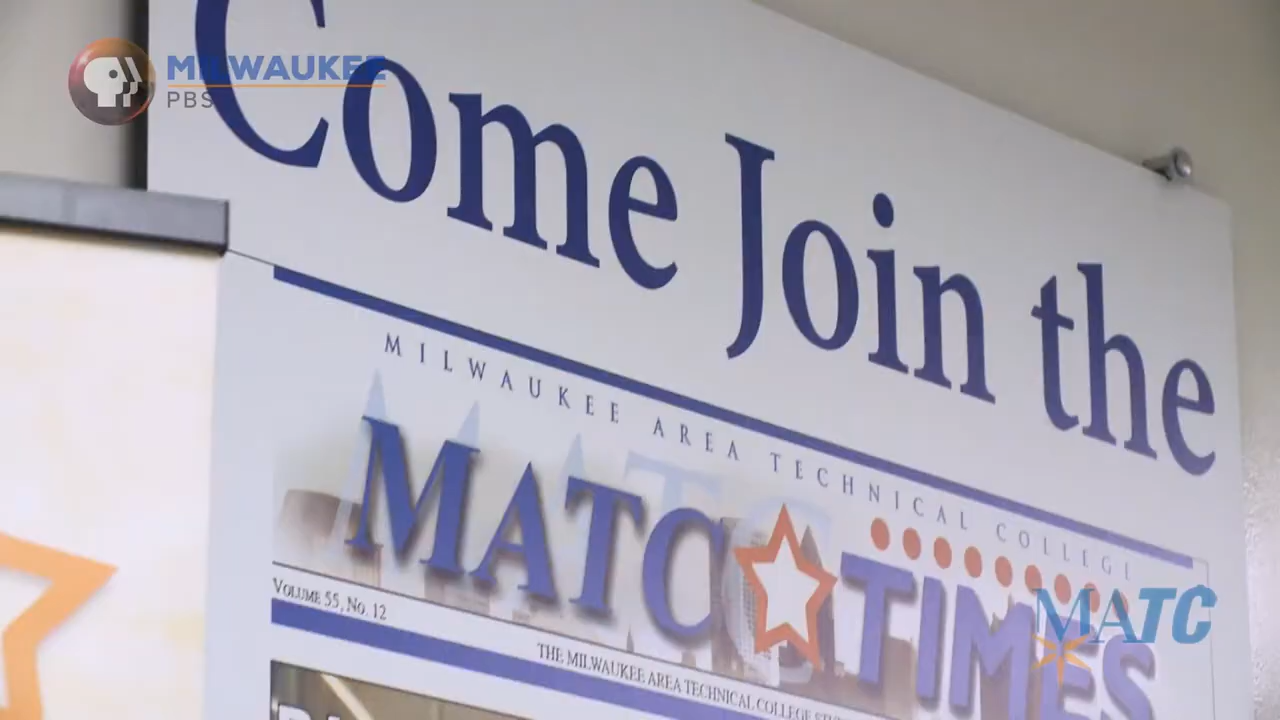 MILWAUKEE
PBS
Come Join the
MILWAUKEE AREA TECHNICAL COLLEGE
MATC TIMES
VOLUME 55, NO. 12
THE MILWAUKEE AREA TECHNICAL COLLEGE
MATC